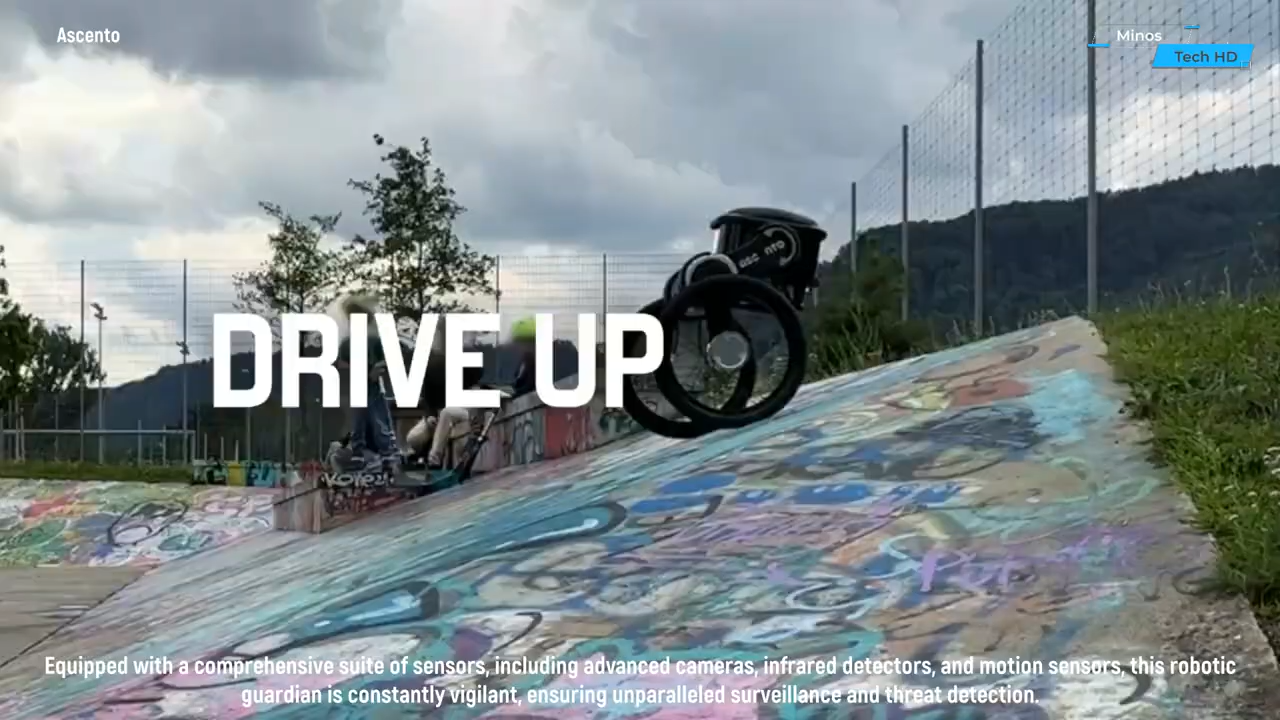 Ascento
Minos
Tech HD
ascento
DRIVE UP
Equipped with a comprehensive suite of sensors, including advanced cameras, infrared detectors, and motion sensors, this robotic
guardian is constantly vigilant, ensuring unparalleled surveillance and threat detection.